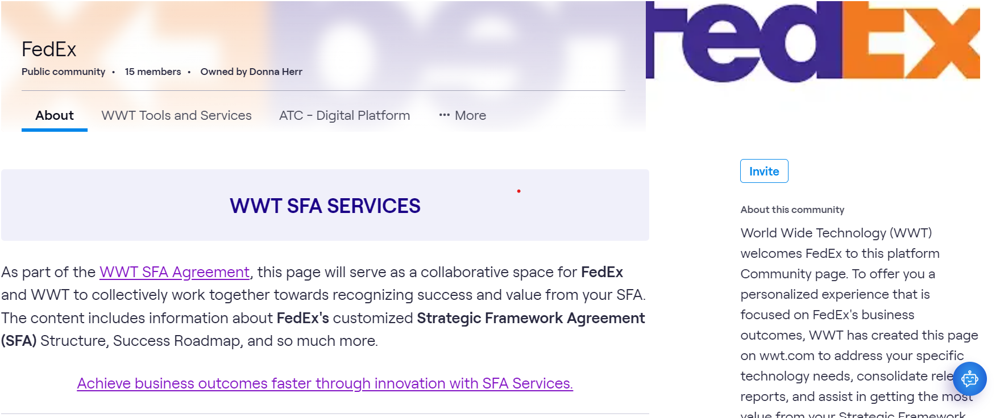 FedEx
Public community • 15 members • Owned by Donna Herr
About WWT Tools and Services ATC - Digital Platform ••• More
FedEx
WWT SFA SERVICES
As part of the WWT SFA Agreement, this page will serve as a collaborative space for FedEx
and WWT to collectively work together towards recognizing success and value from your SFA.
The content includes information about FedEx's customized Strategic Framework Agreement
(SFA) Structure, Success Roadmap, and so much more.
Achieve business outcomes faster through innovation with SFA Services.
Invite
About this community
World Wide Technology (WWT)
welcomes FedEx to this platform
Community page. To offer you a
personalized experience that is
focused on FedEx's business
outcomes, WWT has created this page
on wwt.com to address your specific
technology needs, consolidate
reports, and assist in getting the most
value from your Strategic Framework